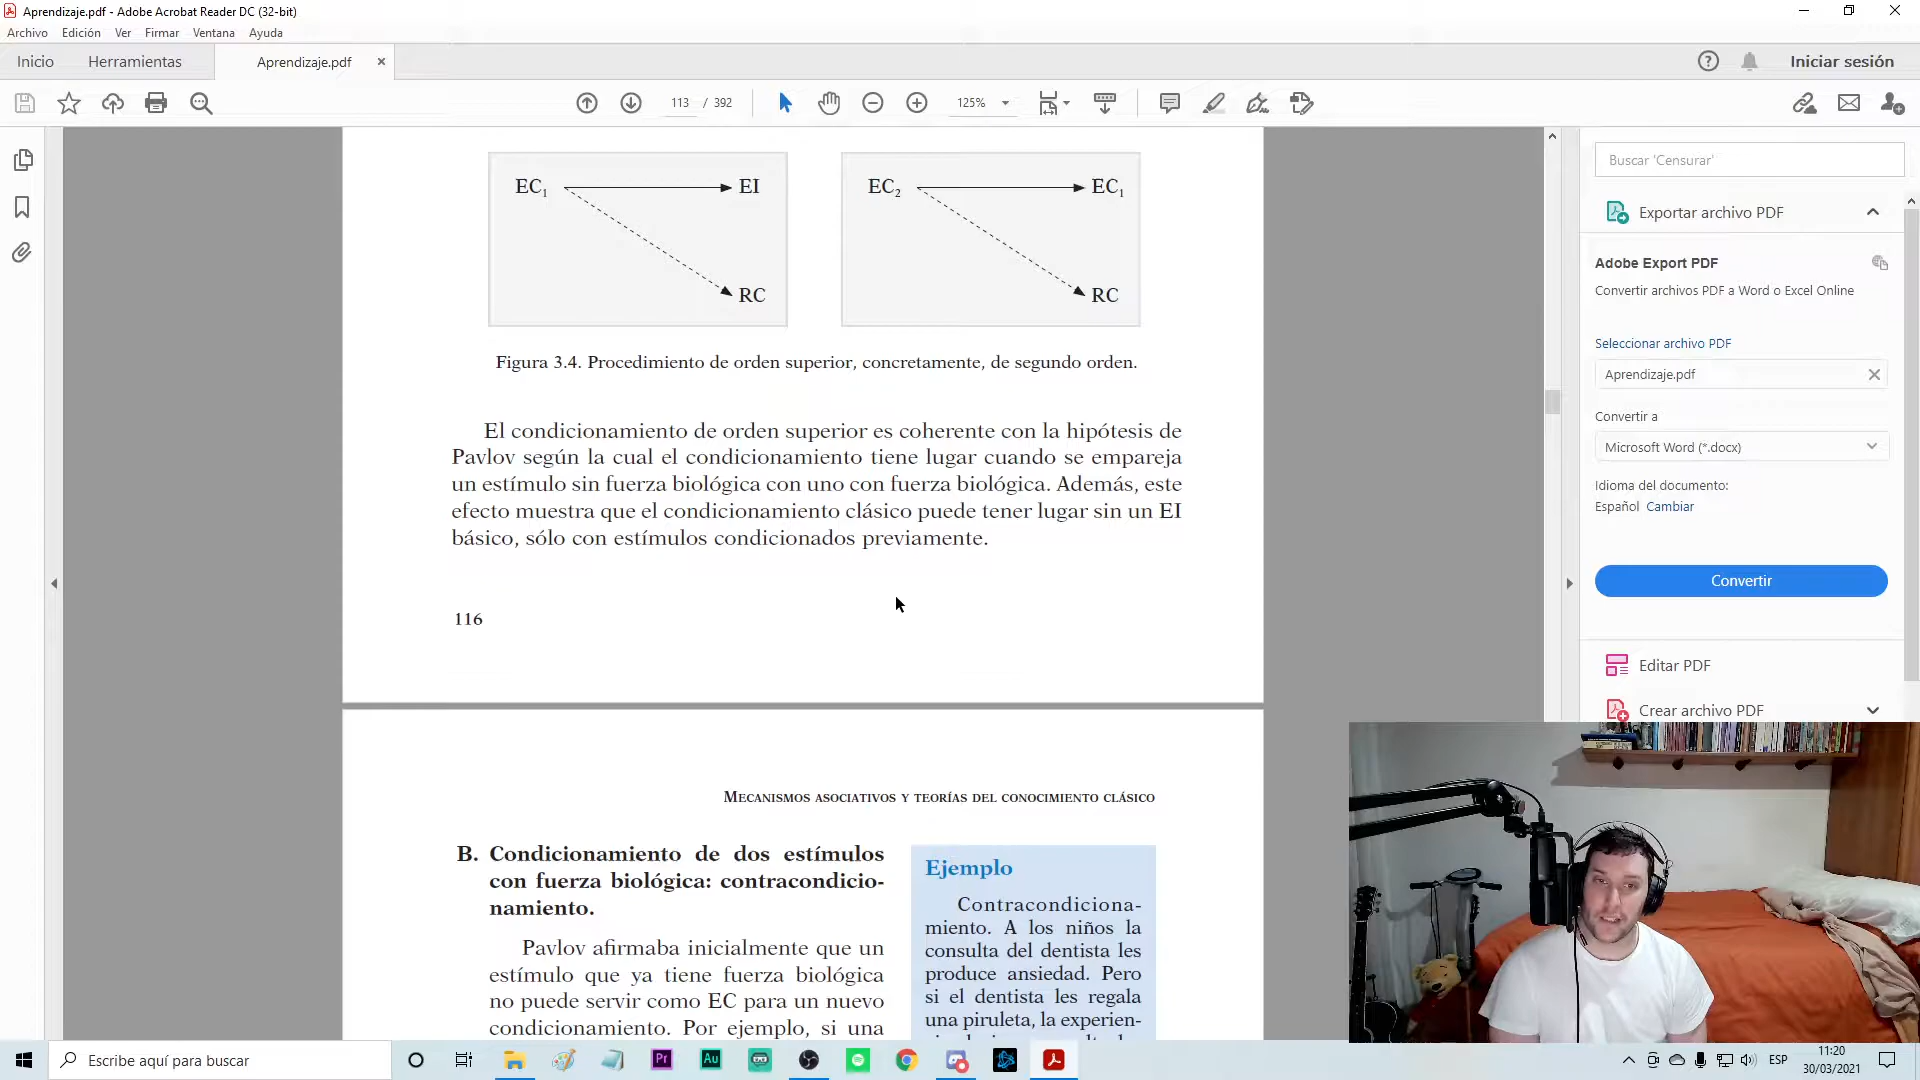 Aprendizaje.pdf - Adobe Acrobat Reader DC (32-bit)
Archivo Edición Ver Firmar Ventana Ayuda
Inicio Herramientas Aprendizaje.pdf × Iniciar sesión
113 / 392 125%
EC1 EI
RC
EC2 EC1
RC
Figura 3.4. Procedimiento de orden superior, concretamente, de segundo orden.
El condicionamiento de orden superior es coherente con la hipótesis de
Pavlov según la cual el condicionamiento tiene lugar cuando se empareja
un estímulo sin fuerza biológica con uno con fuerza biológica. Además, este
efecto muestra que el condicionamiento clásico puede tener lugar sin un EI
básico, sólo con estímulos condicionados previamente.
116
MECANISMOS ASOCIATIVOS Y TEORÍAS DEL CONOCIMIENTO CLÁSICO
B. Condicionamiento de dos estímulos
con fuerza biológica: contracondicio-
namiento.
Pavlov afirmaba inicialmente que un
estímulo que ya tiene fuerza biológica
no puede servir como EC para un nuevo
condicionamiento. Por ejemplo, si una
Ejemplo
Contracondiciona-
miento. A los niños la
consulta del dentista les
produce ansiedad. Pero
si el dentista les regala
una piruleta, la experien-
Buscar 'Censurar'
Exportar archivo PDF
Adobe Export PDF
Convertir archivos PDF a Word o Excel Online
Seleccionar archivo PDF
Aprendizaje.pdf
Convertir a
Microsoft Word (*.docx)
Idioma del documento:
Español Cambiar
Convertir
Editar PDF
Crear archivo PDF
Escribe aquí para buscar
Pr
Au
ESP
11:20
30/03/2021